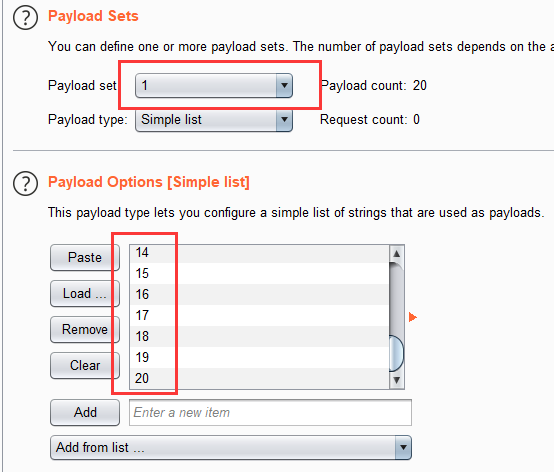 Payload Sets
You can define one or more payload sets. The number of payload sets depends on the
Payload set 1 Payload count: 20
Payload type: Simple list Request count: 0
Payload Options [Simple list]
This payload type lets you configure a simple list of strings that are used as payloads.
Paste
Load ...
Remove
Clear
14
15
16
17
18
19
20
Add Enter a new item
Add from list ...